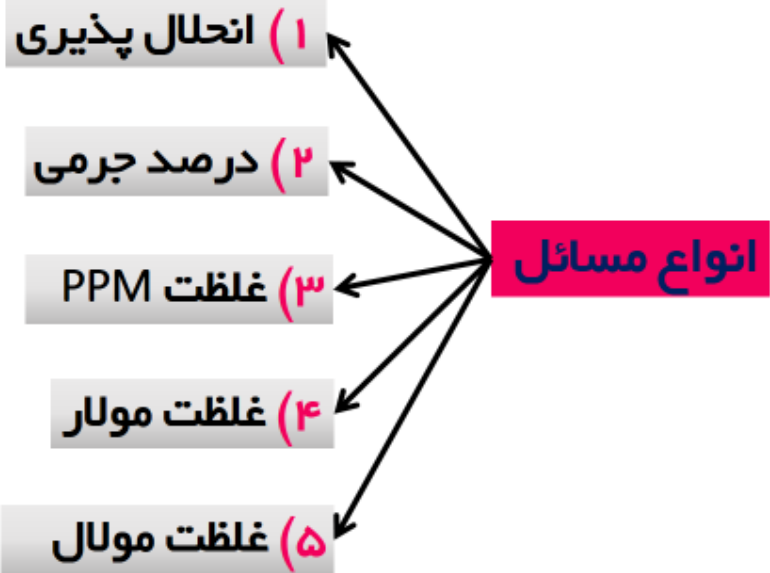 انواع مسائل
۱) انحلال پذیری
۲) درصد جرمی
۳) غلظت PPM
۴) غلظت مولار
۵) غلظت مولال